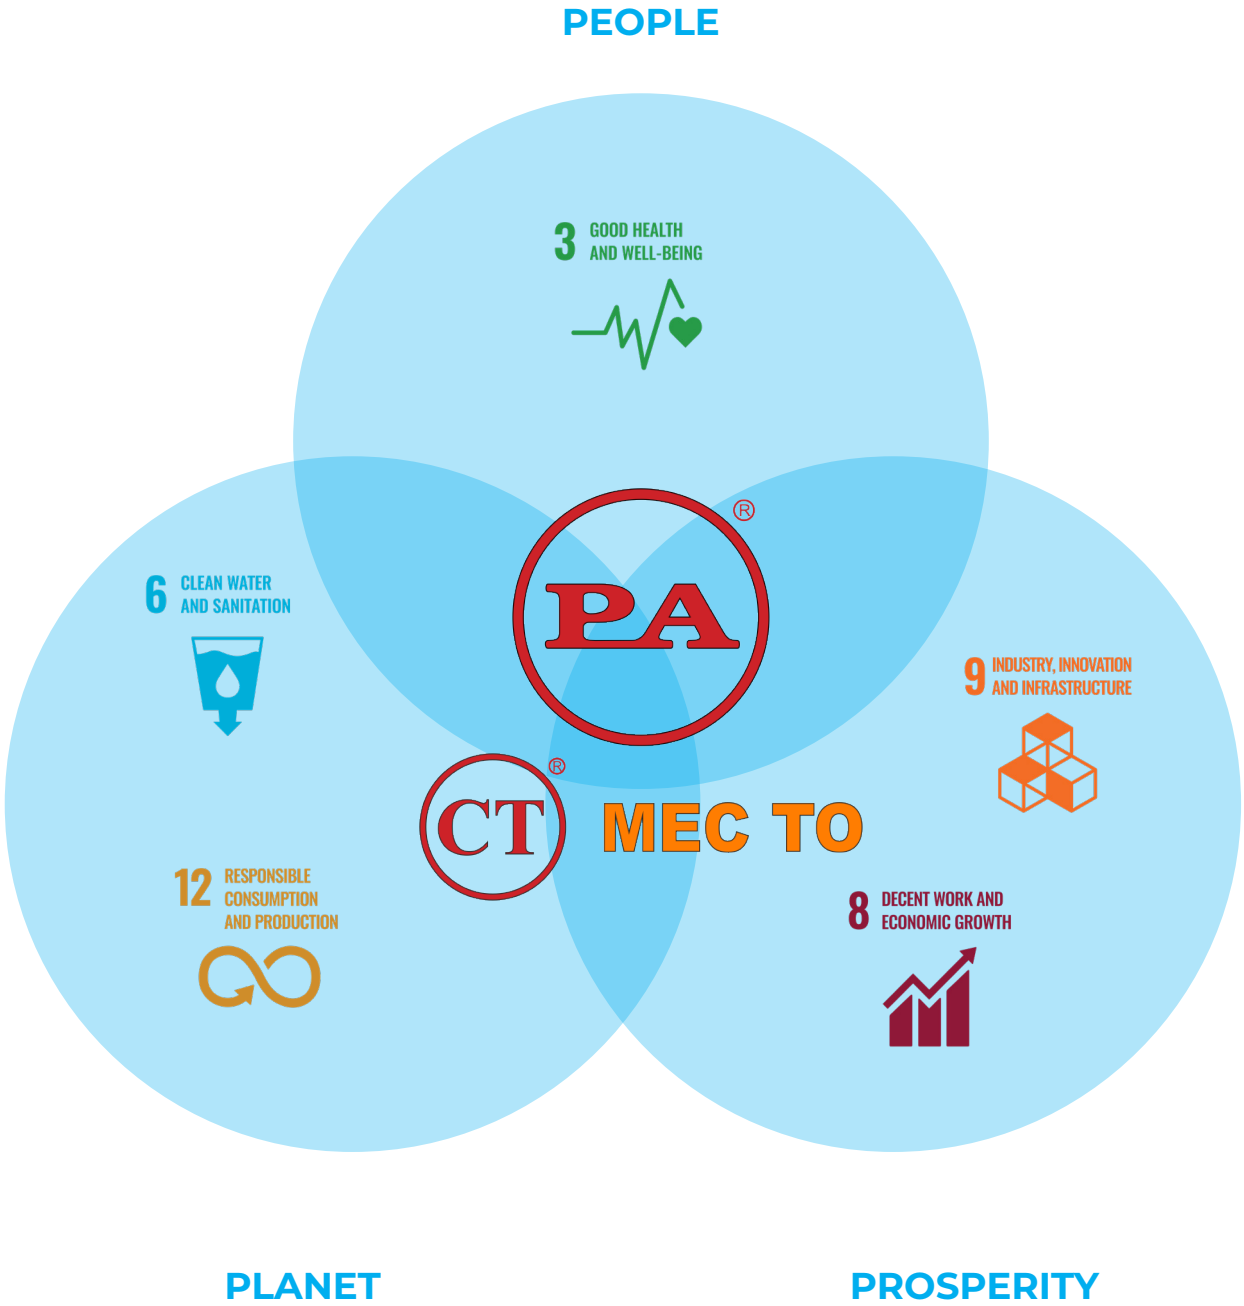 PEOPLE
3 GOOD HEALTH
AND WELL-BEING
®
PA
6 CLEAN WATER
AND SANITATION
9 INDUSTRY, INNOVATION
AND INFRASTRUCTURE
®
CT
MEC TO
12 RESPONSIBLE
CONSUMPTION
AND PRODUCTION
8 DECENT WORK AND
ECONOMIC GROWTH
PLANET
PROSPERITY